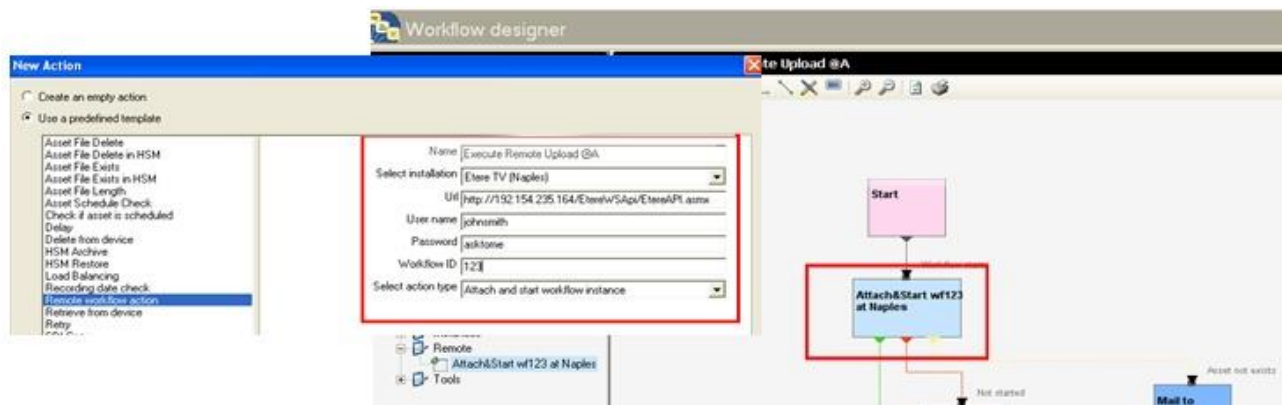 Workflow designer
New Action
te Upload @A
Create an empty action
Use a predefined template
Asset File Delete
Asset File Delete in HSM
Asset File Exists
Asset File Exists in HSM
Asset File Length
Asset Schedule Check
Check if asset is scheduled
Delay
Delete from device
HSM Archive
HSM Restore
Load Balancing
Recording date check
Remote workflow action
Retrieve from device
Retry
Name Execute Remote Upload @A
Select installation Etere TV (Naples)
Url http://192.154.235.164/EtereWSApi/EtereAPI.asmx
User name johnsmith
Password asktome
Workflow ID 123
Select action type Attach and start workflow instance
Remote
Attach&Start wf123 at Naples
Tools
Start
Workflow
Attach&Start wf123
at Naples
Not started
Asset not exists
Mail to